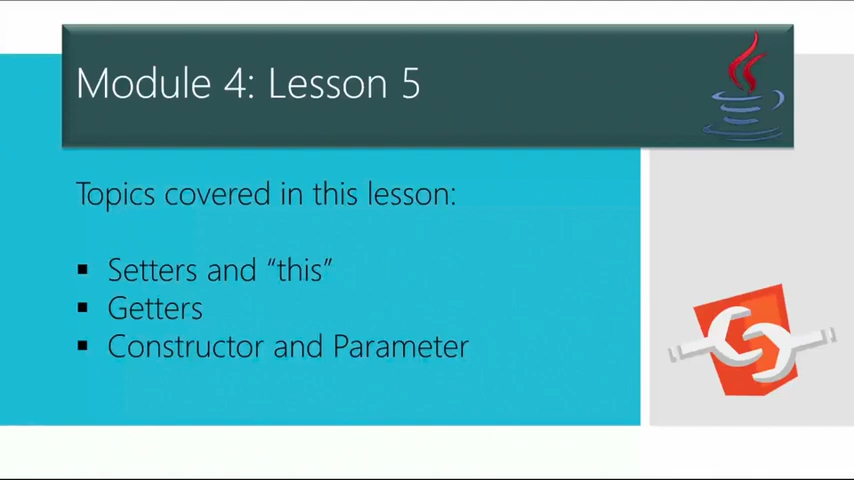 Module 4: Lesson 5
Topics covered in this lesson:
▪ Setters and “this”
▪ Getters
▪ Constructor and Parameter